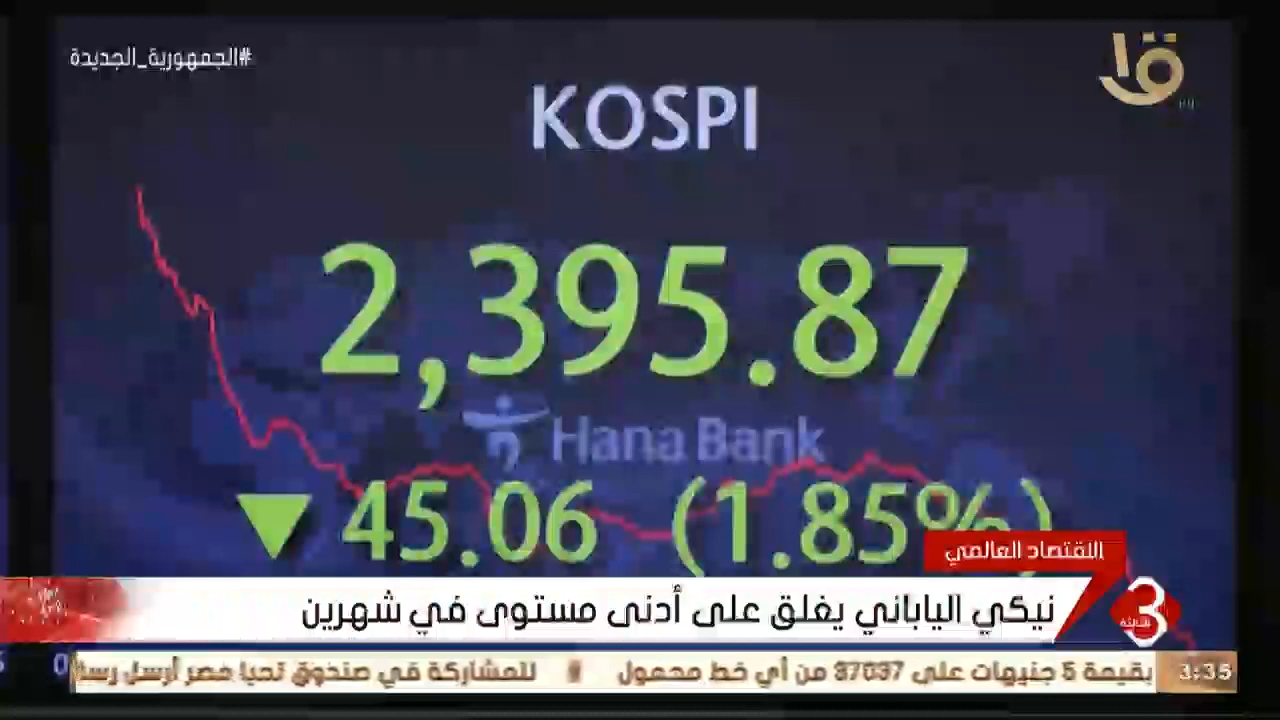 #الجمهورية_الجديدة
KOSPI
2,395.87
Hana Bank
▼ 45.06 (1.85%)
الاقتصاد العالمي
نيكي الياباني يغلق على أدنى مستوى في شهرين
3
3:35 بقيمة 5 جنيهات على 37037 من أي خط محمول للمشاركة في صندوق تحيا مصر أرسل